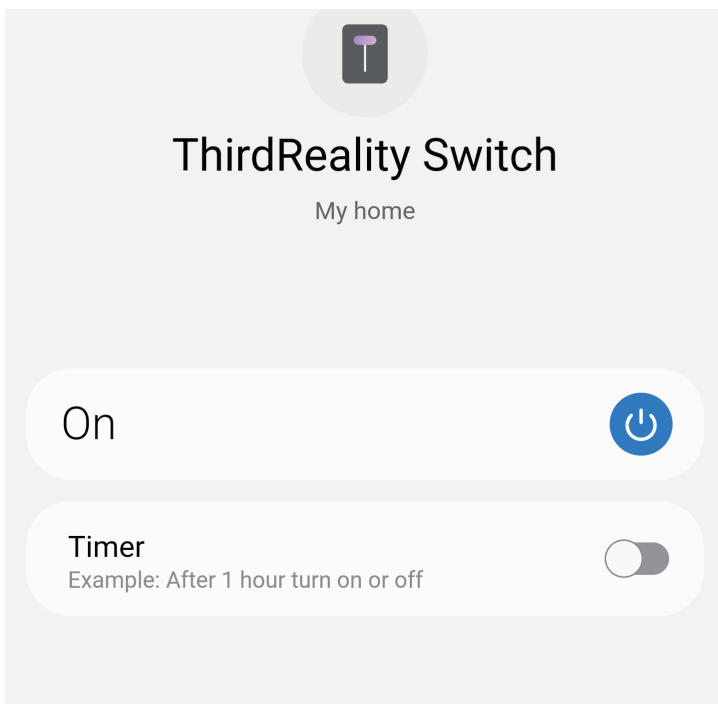 ThirdReality Switch
My home
On
Timer
Example: After 1 hour turn on or off